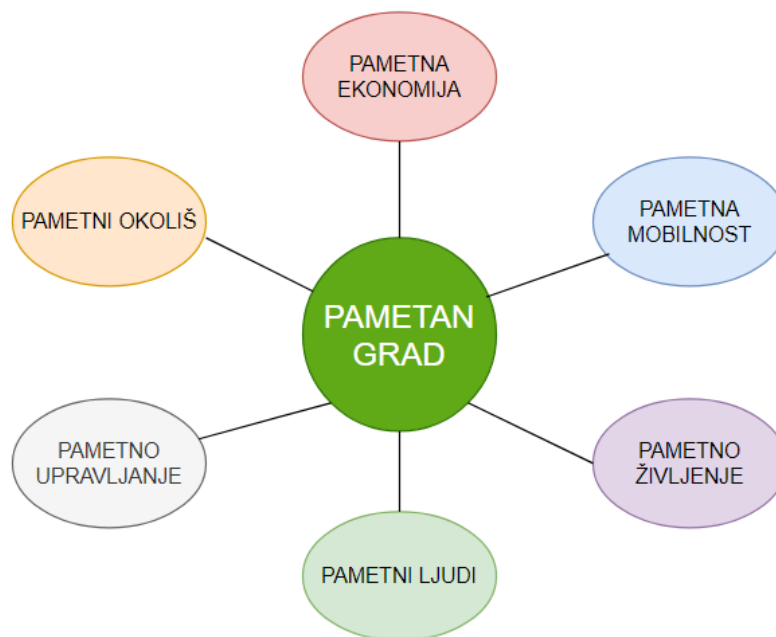 PAMETNA
EKONOMIJA
PAMETNI OKOLIŠ
PAMETNA
MOBILNOST
PAMETAN
GRAD
PAMETNO
UPRAVLJANJE
PAMETNO
ŽIVLJENJE
PAMETNI LJUDI